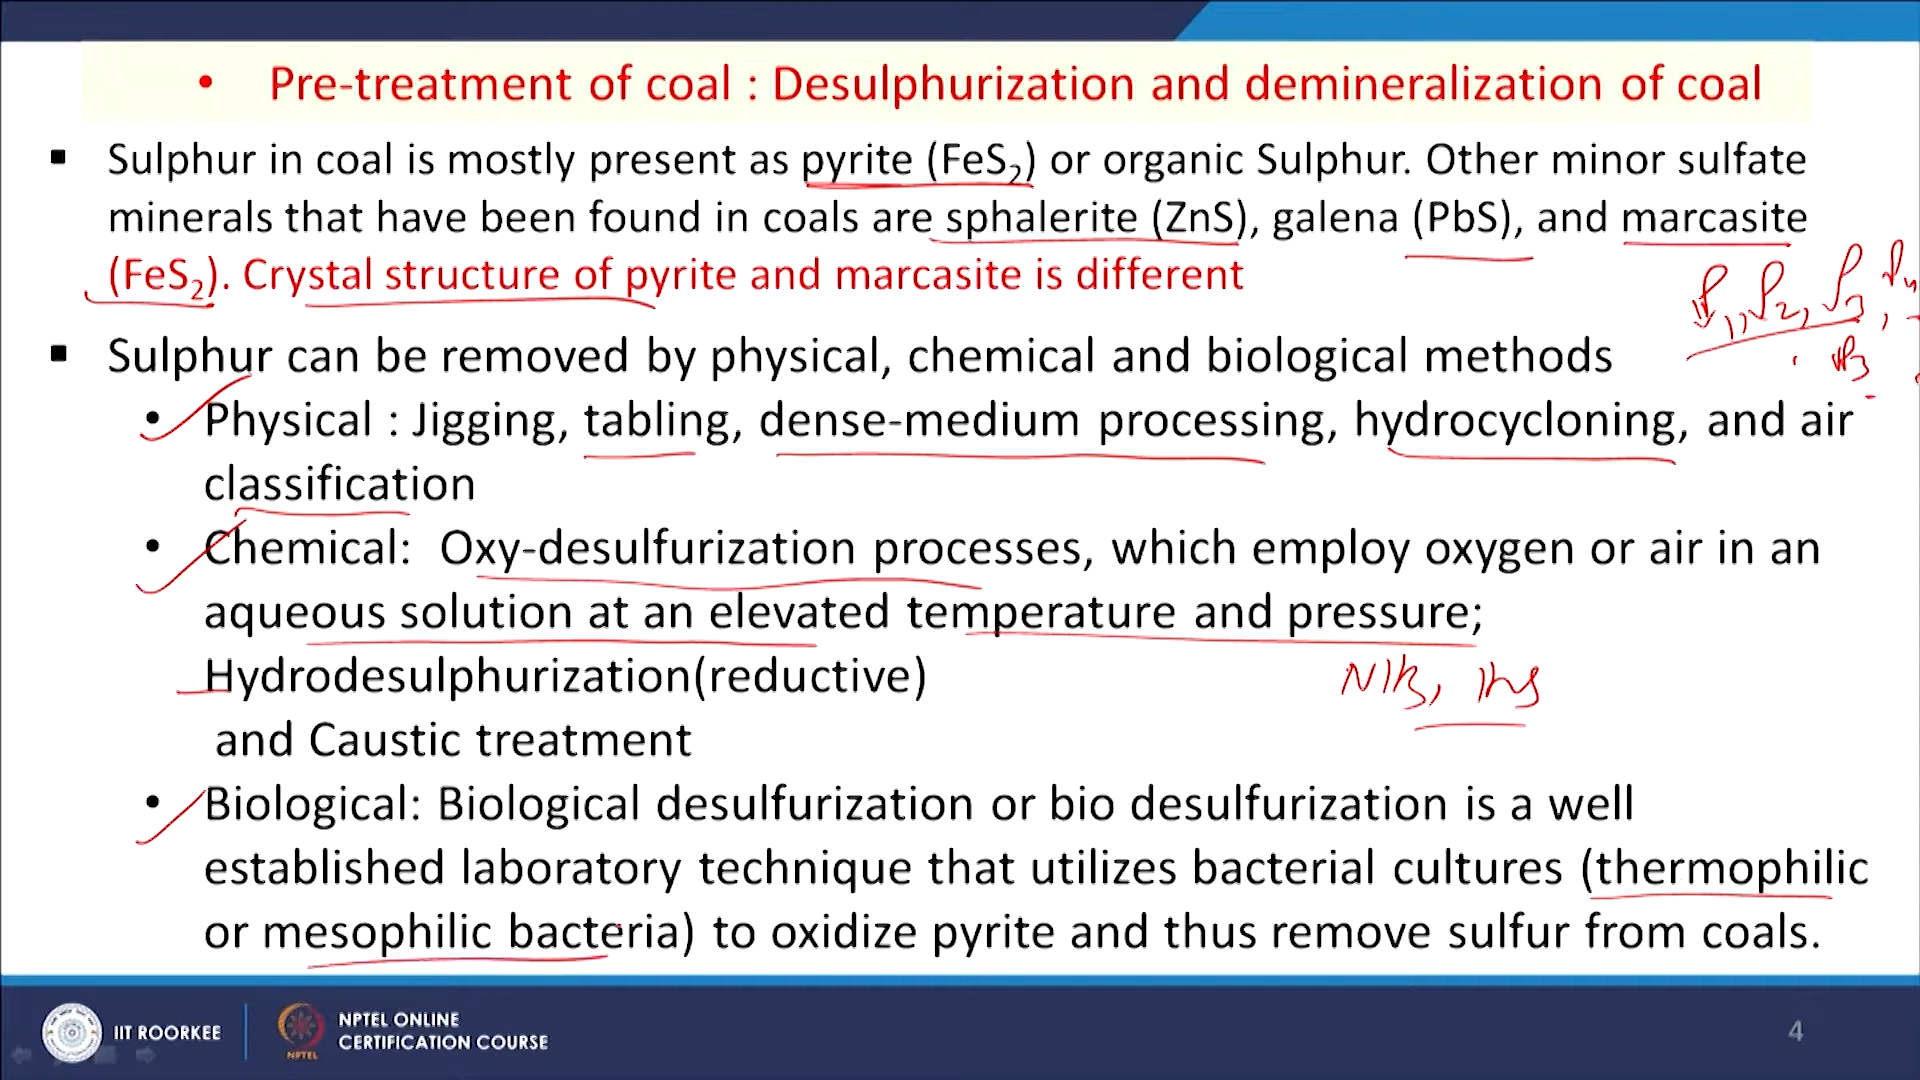 • Pre-treatment of coal : Desulphurization and demineralization of coal
▪ Sulphur in coal is mostly present as pyrite (FeS₂) or organic Sulphur. Other minor sulfate
minerals that have been found in coals are sphalerite (ZnS), galena (PbS), and marcasite
(FeS₂). Crystal structure of pyrite and marcasite is different
▪ Sulphur can be removed by physical, chemical and biological methods
• Physical : Jigging, tabling, dense-medium processing, hydrocycloning, and air
classification
• Chemical: Oxy-desulfurization processes, which employ oxygen or air in an
aqueous solution at an elevated temperature and pressure;
Hydrodesulphurization(reductive)
and Caustic treatment
• Biological: Biological desulfurization or bio desulfurization is a well
established laboratory technique that utilizes bacterial cultures (thermophilic
or mesophilic bacteria) to oxidize pyrite and thus remove sulfur from coals.
IIT ROORKEE
NPTEL
NPTEL ONLINE
CERTIFICATION COURSE
4